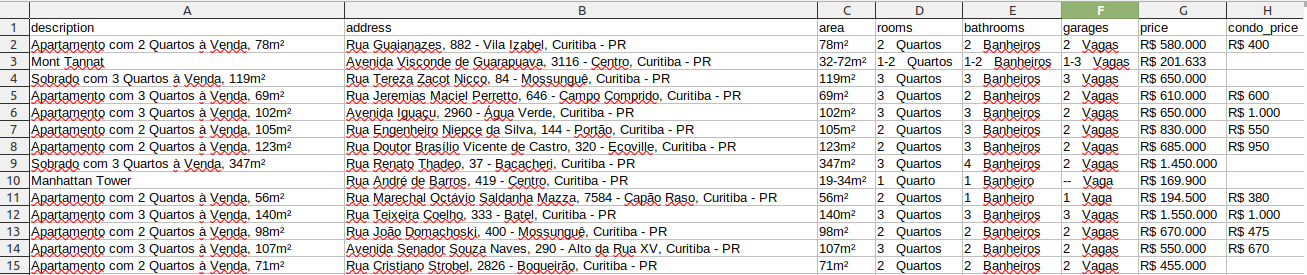 A B C D E F G H
1 description address area rooms bathrooms garages price condo_price
2 Apartamento com 2 Quartos à Venda, 78m² Rua Guaianazes, 882 - Vila Izabel, Curitiba - PR 78m² 2 Quartos 2 Banheiros 2 Vagas R$ 580.000 R$ 400
3 Mont Tannat Avenida Visconde de Guarapuava, 3116 - Centro, Curitiba - PR 32-72m² 1-2 Quartos 1-2 Banheiros 1-3 Vagas R$ 201.633
4 Sobrado com 3 Quartos à Venda, 119m² Rua Tereza Zacot Nicço, 84 - Mossunguê, Curitiba - PR 119m² 3 Quartos 3 Banheiros 3 Vagas R$ 650.000
5 Apartamento com 3 Quartos à Venda, 69m² Rua Jeremias Maciel Perretto, 646 - Campo Comprido, Curitiba - PR 69m² 3 Quartos 2 Banheiros 2 Vagas R$ 610.000 R$ 600
6 Apartamento com 3 Quartos à Venda, 102m² Avenida Iguaçu, 2960 - Água Verde, Curitiba - PR 102m² 3 Quartos 3 Banheiros 2 Vagas R$ 650.000 R$ 1.000
7 Apartamento com 2 Quartos à Venda, 105m² Rua Engenheiro Niepce da Silva, 144 - Portão, Curitiba - PR 105m² 2 Quartos 3 Banheiros 2 Vagas R$ 830.000 R$ 550
8 Apartamento com 2 Quartos à Venda, 123m² Rua Doutor Brasílio Vicente de Castro, 320 - Ecoville, Curitiba - PR 123m² 2 Quartos 3 Banheiros 2 Vagas R$ 685.000 R$ 950
9 Sobrado com 3 Quartos à Venda, 347m² Rua Renato Thadeo, 37 - Bacacheri, Curitiba - PR 347m² 3 Quartos 4 Banheiros 2 Vagas R$ 1.450.000
10 Manhattan Tower Rua André de Barros, 419 - Centro, Curitiba - PR 19-34m² 1 Quarto 1 Banheiro -- Vaga R$ 169.900
11 Apartamento com 2 Quartos à Venda, 56m² Rua Marechal Octávio Saldanha Mazza, 7584 - Capão Raso, Curitiba - PR 56m² 2 Quartos 1 Banheiro 1 Vaga R$ 194.500 R$ 380
12 Apartamento com 3 Quartos à Venda, 140m² Rua Teixeira Coelho, 333 - Batel, Curitiba - PR 140m² 3 Quartos 3 Banheiros 3 Vagas R$ 1.550.000 R$ 1.000
13 Apartamento com 2 Quartos à Venda, 98m² Rua João Domachoski, 400 - Mossunguê, Curitiba - PR 98m² 2 Quartos 2 Banheiros 2 Vagas R$ 670.000 R$ 475
14 Apartamento com 3 Quartos à Venda, 107m² Avenida Senador Souza Naves, 290 - Alto da Rua XV, Curitiba - PR 107m² 3 Quartos 2 Banheiros 2 Vagas R$ 550.000 R$ 670
15 Apartamento com 2 Quartos à Venda, 71m² Rua Cristiano Strobel, 2826 - Boqueirão, Curitiba - PR 71m² 2 Quartos 2 Banheiros 2 Vagas R$ 455.000